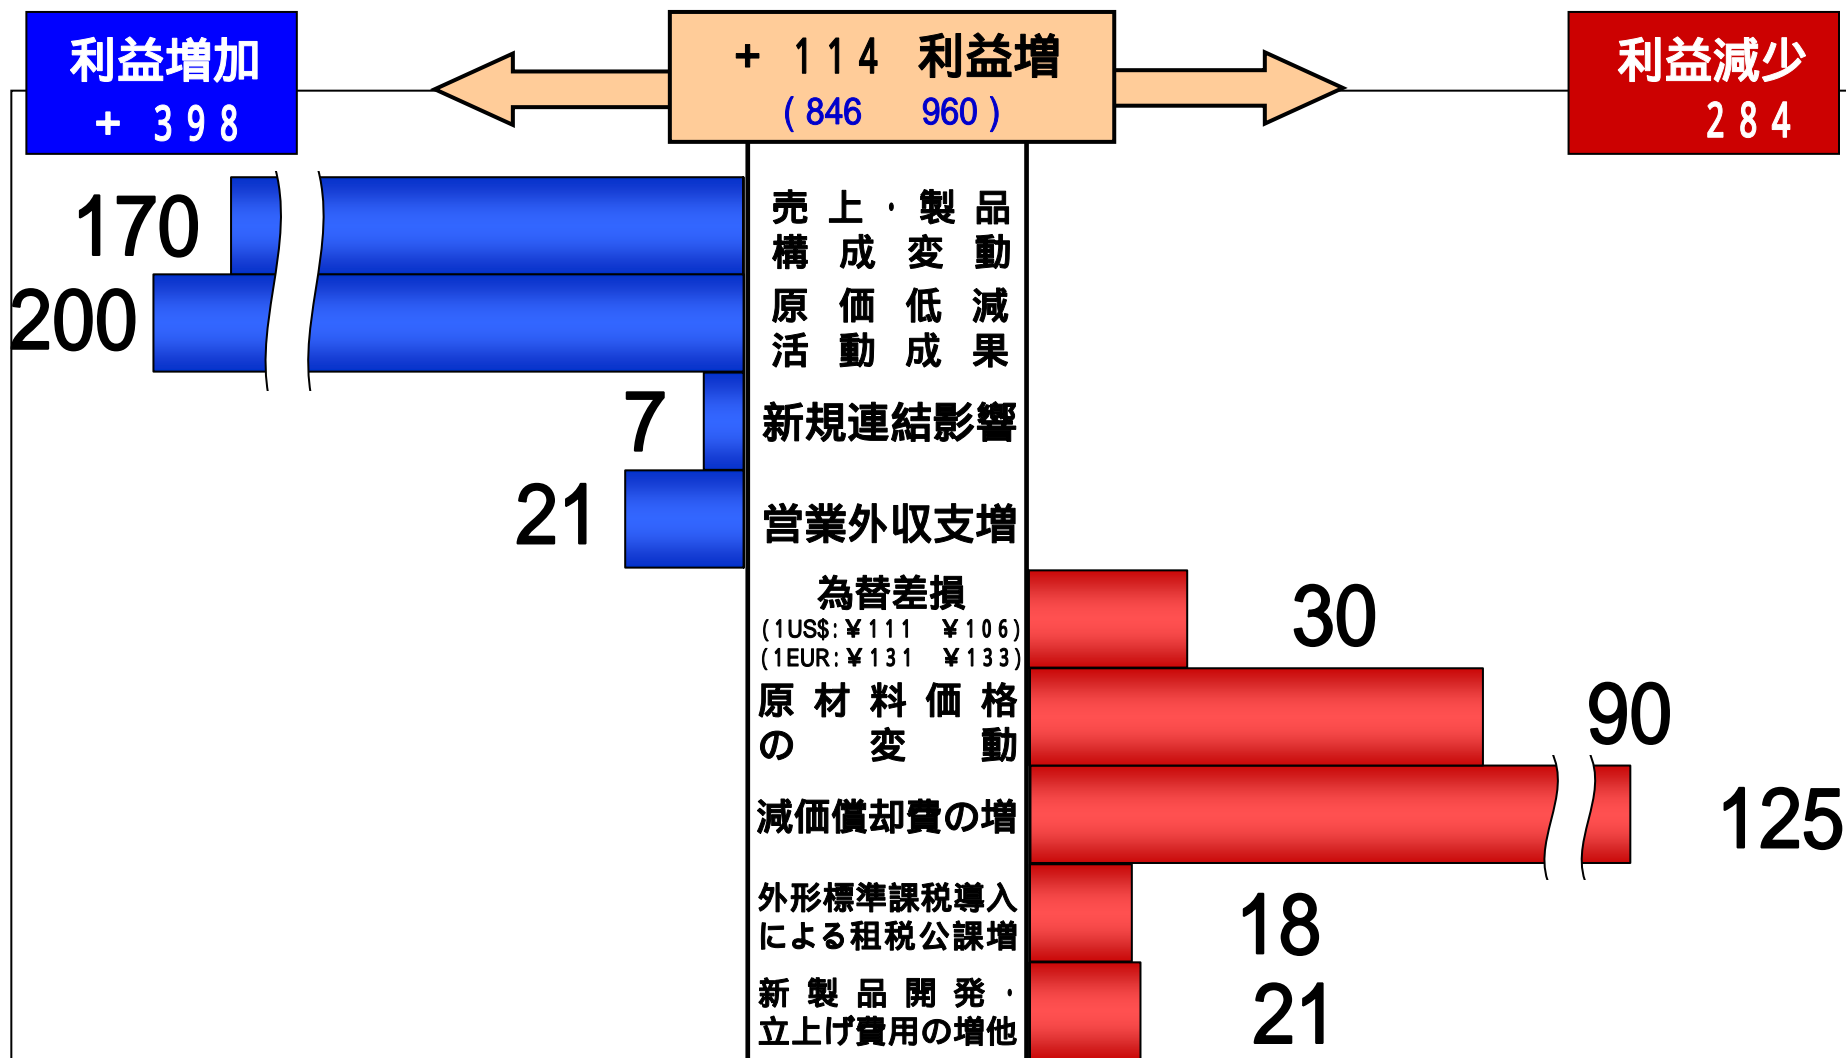 利益増加
+ 398
+ 114 利益増
(846 960)
利益減少
284
170
売上・製品
構成変動
200
原価低減
活動成果
7
新規連結影響
21
営業外収支増
為替差損
(1US$:¥111 ¥106)
(1EUR:¥131 ¥133)
30
原材料価格
の変動
90
減価償却費の増
125
外形標準課税導入
による租税公課増
18
新製品開発・
立上げ費用の増他
21